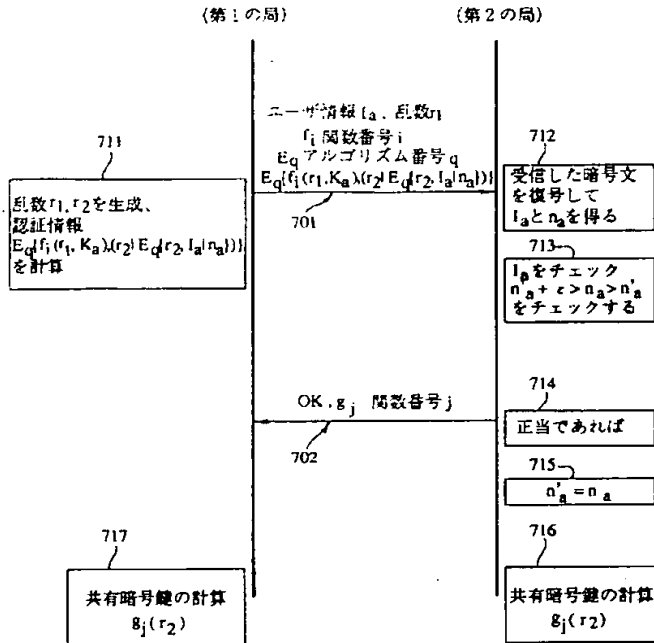 (第1の局)
(第2の局)
ユーザ情報 Ia 、乱数r1
fi 関数番号 i
Eq アルゴリズム番号 q
Eq{fi(r1,Ka),(r2|Eq{r2,Ia|na})}
701
711
乱数r1,r2を生成、
認証情報
Eq{fi(r1,Ka),(r2|Eq{r2,Ia|na})}
を計算
712
受信した暗号文
を復号して
Iaとnaを得る
713
Iaをチェック
n'a + ε > na > n'a
をチェックする
OK , gj 関数番号 j
702
714
正当であれば
715
n'a = na
717
共有暗号鍵の計算
gj(r2)
716
共有暗号鍵の計算
gj(r2)